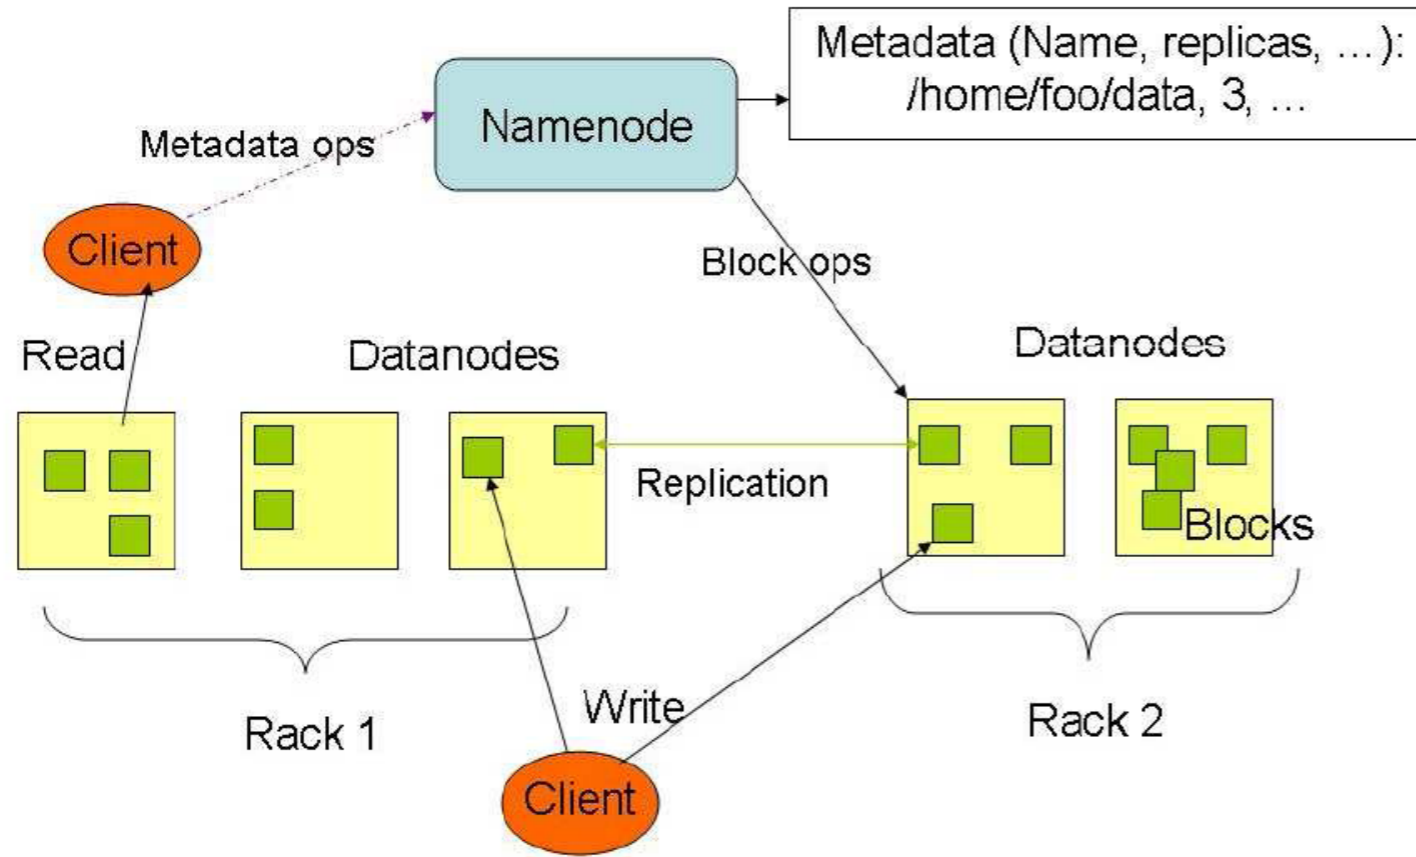 Metadata (Name, replicas, ...):
/home/foo/data, 3, ...
Namenode
Metadata ops
Client
Block ops
Read
Datanodes
Datanodes
Replication
Blocks
Rack 1
Write
Rack 2
Client